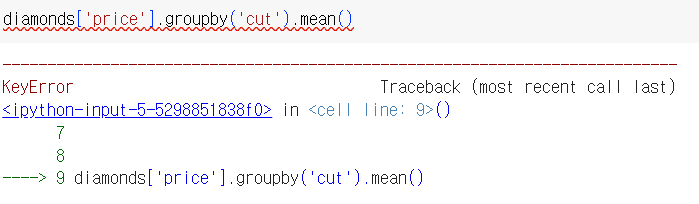 diamonds['price'].groupby('cut').mean()
---------------------------------------------------------------------------
KeyError                                  Traceback (most recent call last)
<ipython-input-5-5298851838f0> in <cell line: 9>()
      7
      8
----> 9 diamonds['price'].groupby('cut').mean()